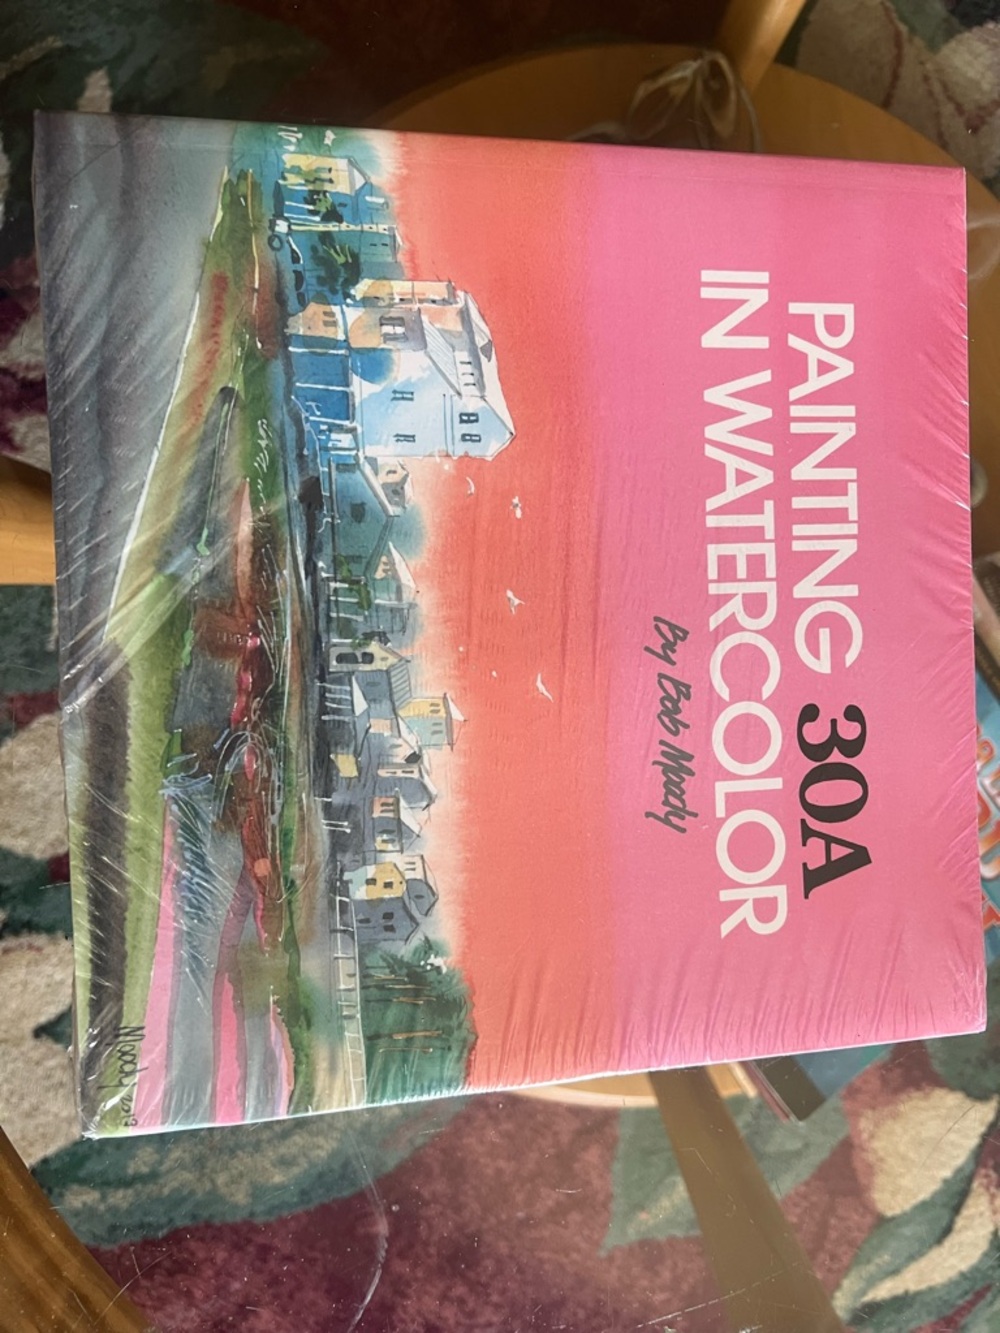 PAINTING 30A
IN WATERCOLOR
By Bob Moody
Moody